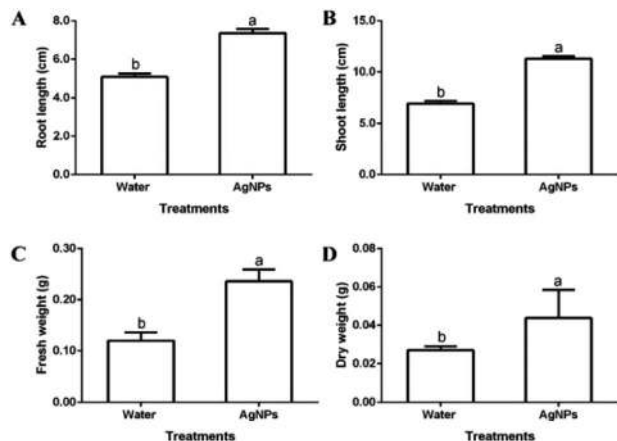 A
8.0
6.0
4.0
2.0
0.0
Root length (cm)
b
a
Water
AgNPs
Treatments
B
15.0
10.0
5.0
0.0
Shoot length (cm)
b
a
Water
AgNPs
Treatments
C
0.30
0.20
0.10
0.00
Fresh weight (g)
b
a
Water
AgNPs
Treatments
D
0.08
0.06
0.04
0.02
0.00
Dry weight (g)
b
a
Water
AgNPs
Treatments